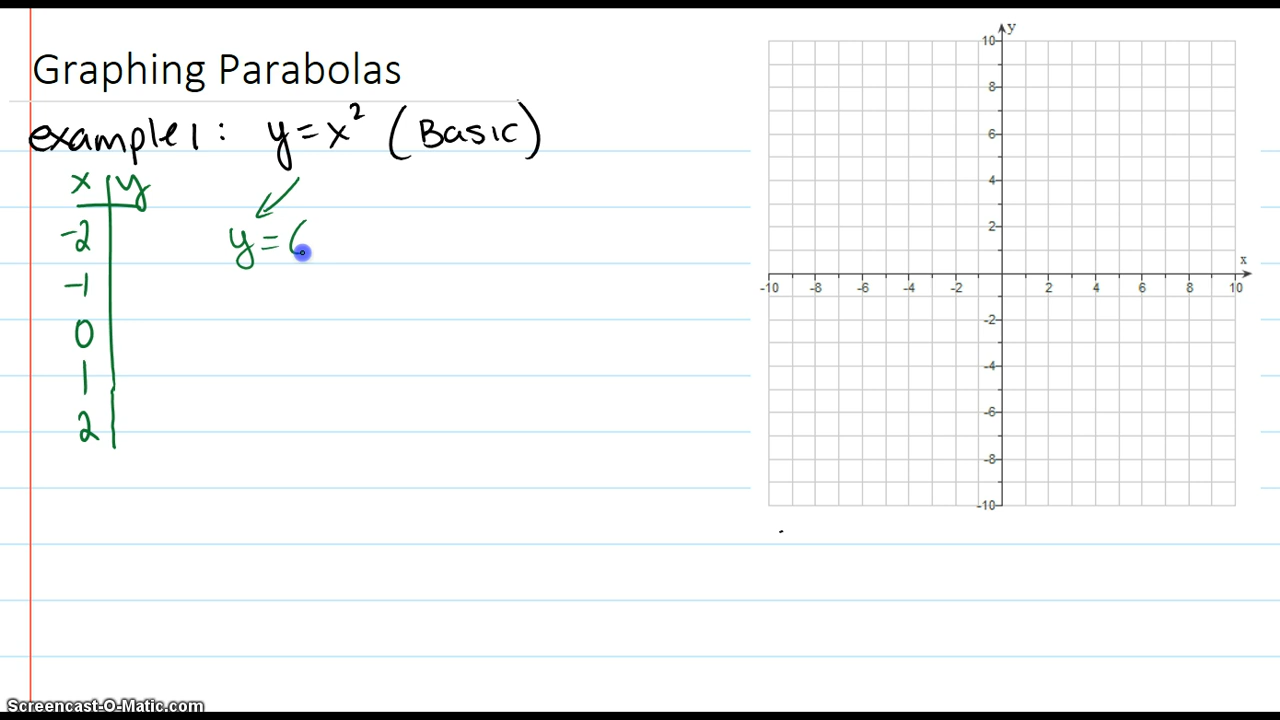 Graphing Parabolas
example 1 : y = x² (Basic)
x y
-2
y = (
-1
0
1
2
y
10
8
6
4
2
x
-10 -8 -6 -4 -2 2 4 6 8 10
-2
-4
-6
-8
-10
Screencast-O-Matic.com